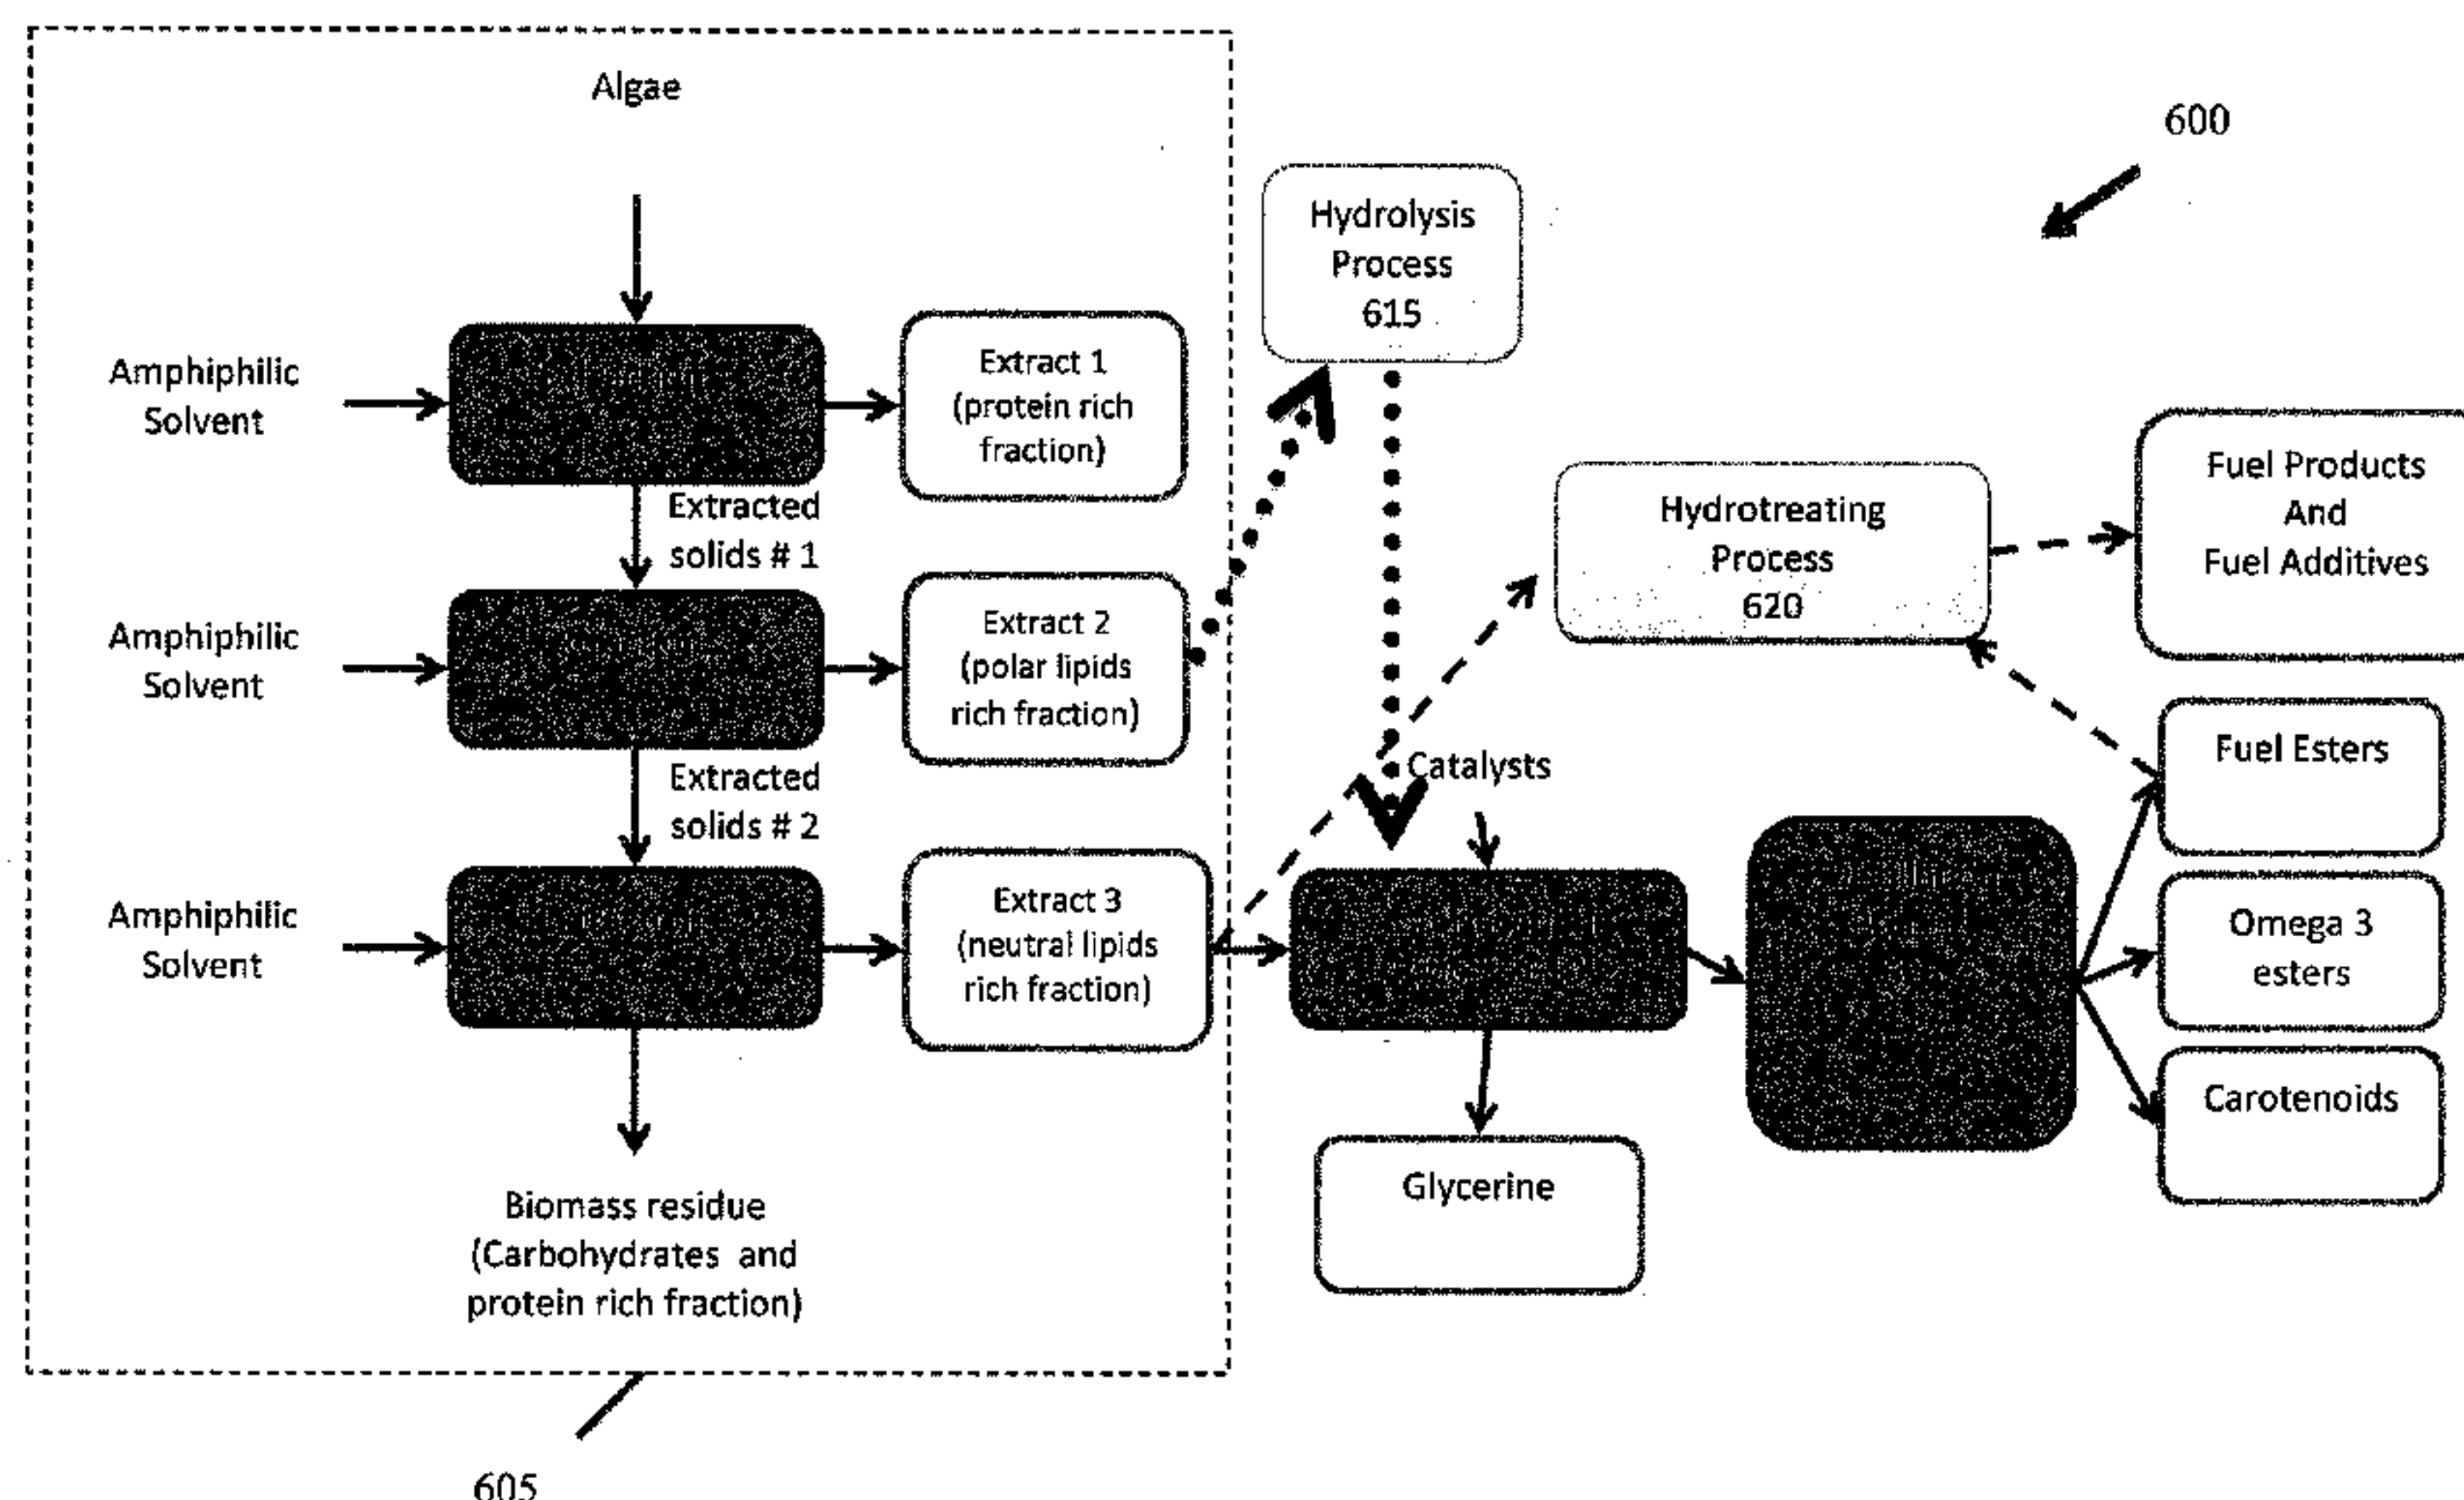 Algae
600
Hydrolysis
Process
615
Amphiphilic
Solvent
Extract 1
(protein rich
fraction)
Extracted
solids # 1
Hydrotreating
Process
620
Fuel Products
And
Fuel Additives
Amphiphilic
Solvent
Extract 2
(polar lipids
rich fraction)
Extracted
solids # 2
Catalysts
Fuel Esters
Amphiphilic
Solvent
Extract 3
(neutral lipids
rich fraction)
Omega 3
esters
Carotenoids
Glycerine
Biomass residue
(Carbohydrates and
protein rich fraction)
605